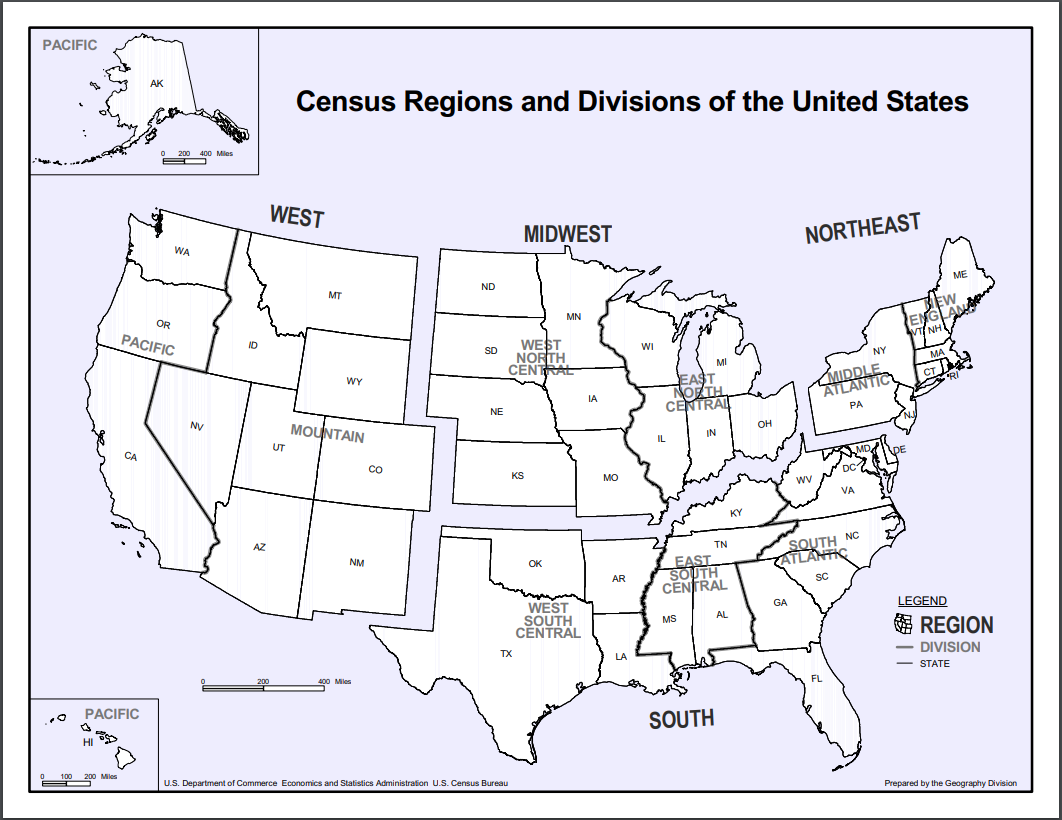 PACIFIC
AK
0 200 400 Miles
Census Regions and Divisions of the United States
WEST
MIDWEST
NORTHEAST
WA
MT
OR
ID
PACIFIC
WY
NV
UT
MOUNTAIN
CO
CA
AZ
NM
ND
MN
SD
WEST
NORTH
CENTRAL
NE
IA
KS
MO
WI
MI
EAST
NORTH
CENTRAL
IL
IN
OH
ME
NEW
ENGLAND
VT
NH
NY
MA
CT
RI
MIDDLE
ATLANTIC
PA
NJ
MD
DE
DC
WV
VA
KY
TN
NC
SOUTH
ATLANTIC
SC
EAST
SOUTH
CENTRAL
MS
AL
GA
FL
OK
AR
WEST
SOUTH
CENTRAL
TX
LA
SOUTH
LEGEND
REGION
DIVISION
STATE
0 200 400 Miles
PACIFIC
HI
0 100 200 Miles
U.S. Department of Commerce Economics and Statistics Administration U.S. Census Bureau
Prepared by the Geography Division